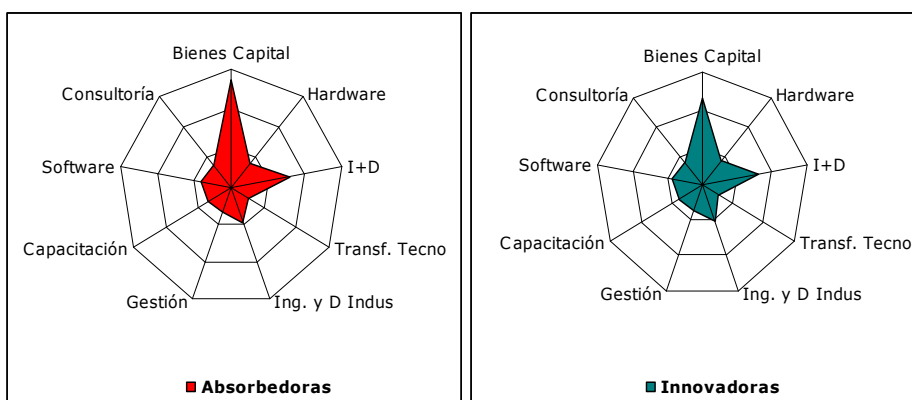 Bienes Capital
Consultoría
Hardware
Software
I+D
Capacitación
Transf. Tecno
Gestión
Ing. y D Indus
Absorbedoras
Bienes Capital
Consultoría
Hardware
Software
I+D
Capacitación
Transf. Tecno
Gestión
Ing. y D Indus
Innovadoras